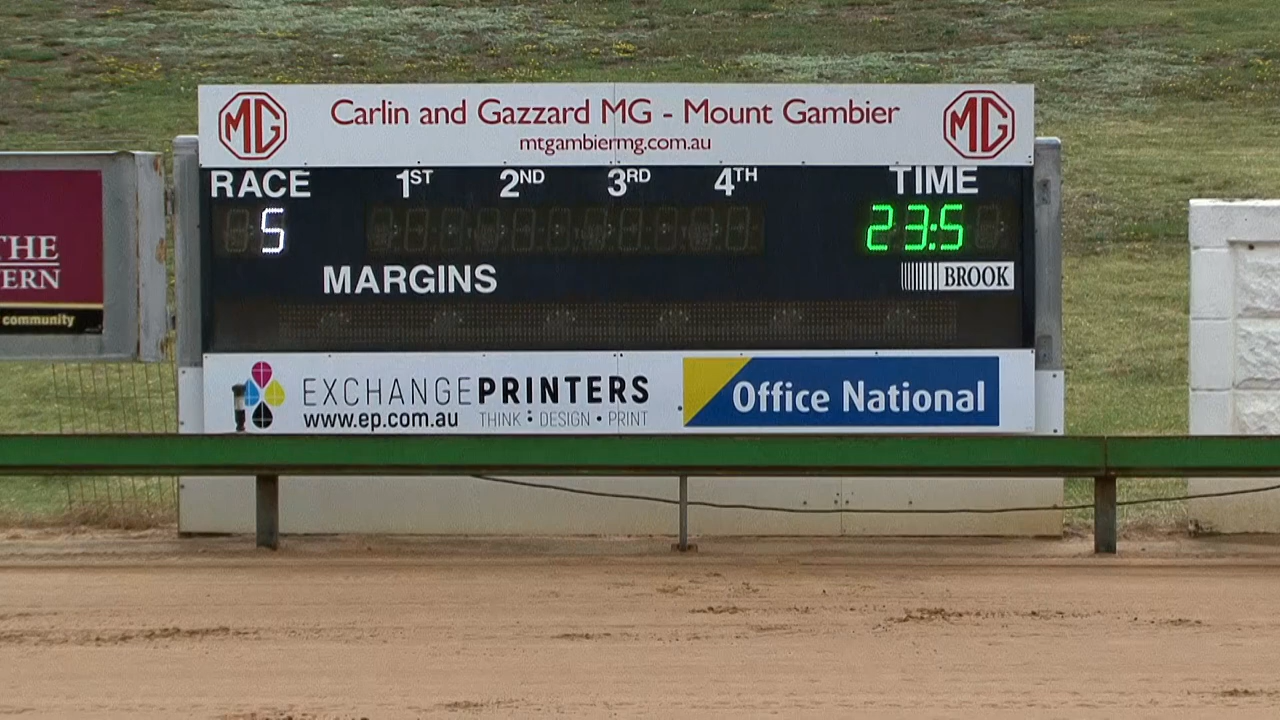 MG Carlin and Gazzard MG - Mount Gambier MG
mtgambiermg.com.au
RACE 1ST 2ND 3RD 4TH TIME
5 23:5
MARGINS
BROOK
THE
ERN
community
EXCHANGEPRINTERS
www.ep.com.au THINK : DESIGN • PRINT
Office National